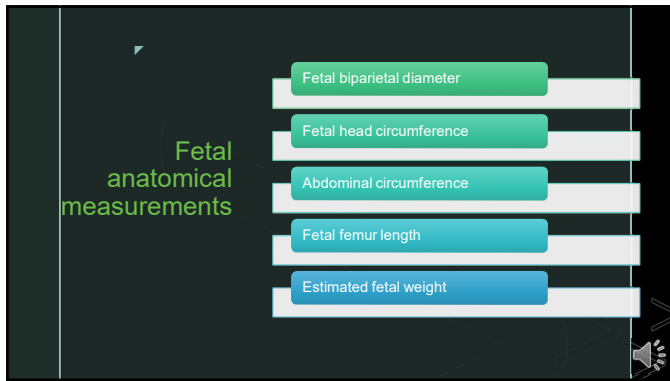 Fetal
anatomical
measurements
Fetal biparietal diameter
Fetal head circumference
Abdominal circumference
Fetal femur length
Estimated fetal weight